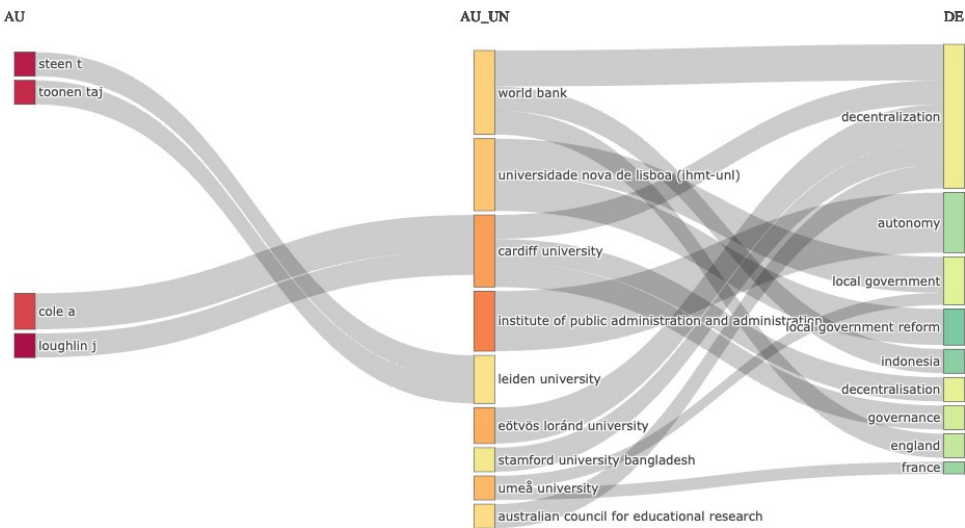 AU
AU_UN
DE
steen t
toonen taj
cole a
loughlin j
world bank
universidade nova de lisboa (ihmt-unl)
cardiff university
institute of public administration and administration
leiden university
eötvös loránd university
stamford university bangladesh
umeå university
australian council for educational research
decentralization
autonomy
local government
local government reform
indonesia
decentralisation
governance
england
france